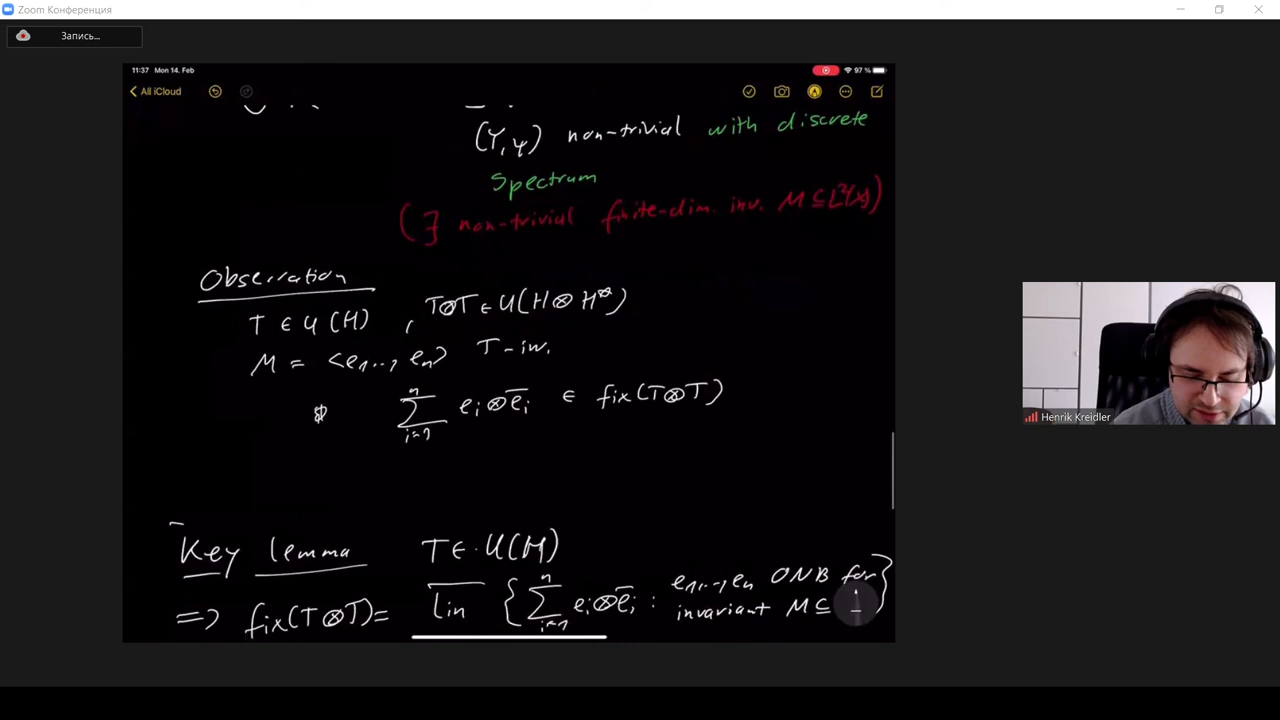 Zoom Конференция
Запись...
11:37 Mon 14. Feb
97 %
All iCloud
(Y, ψ) non-trivial with discrete
spectrum
(∃ non-trivial finite-dim. inv. M ⊆ L²(X))
Observation
T ∈ U(H) , T⊗T ∈ U(H ⊗ H*)
M = <e₁,..., eₙ> T-inv.
∑ᵢ₌₁ⁿ eᵢ⊗ēᵢ ∈ fix(T⊗T)
Henrik Kreidler
Key lemma T ∈ U(H)
e₁,..,eₙ ONB for
⇒ fix(T⊗T) = Lin { ∑ᵢ₌₁ⁿ eᵢ⊗ēᵢ : invariant M ⊆ }